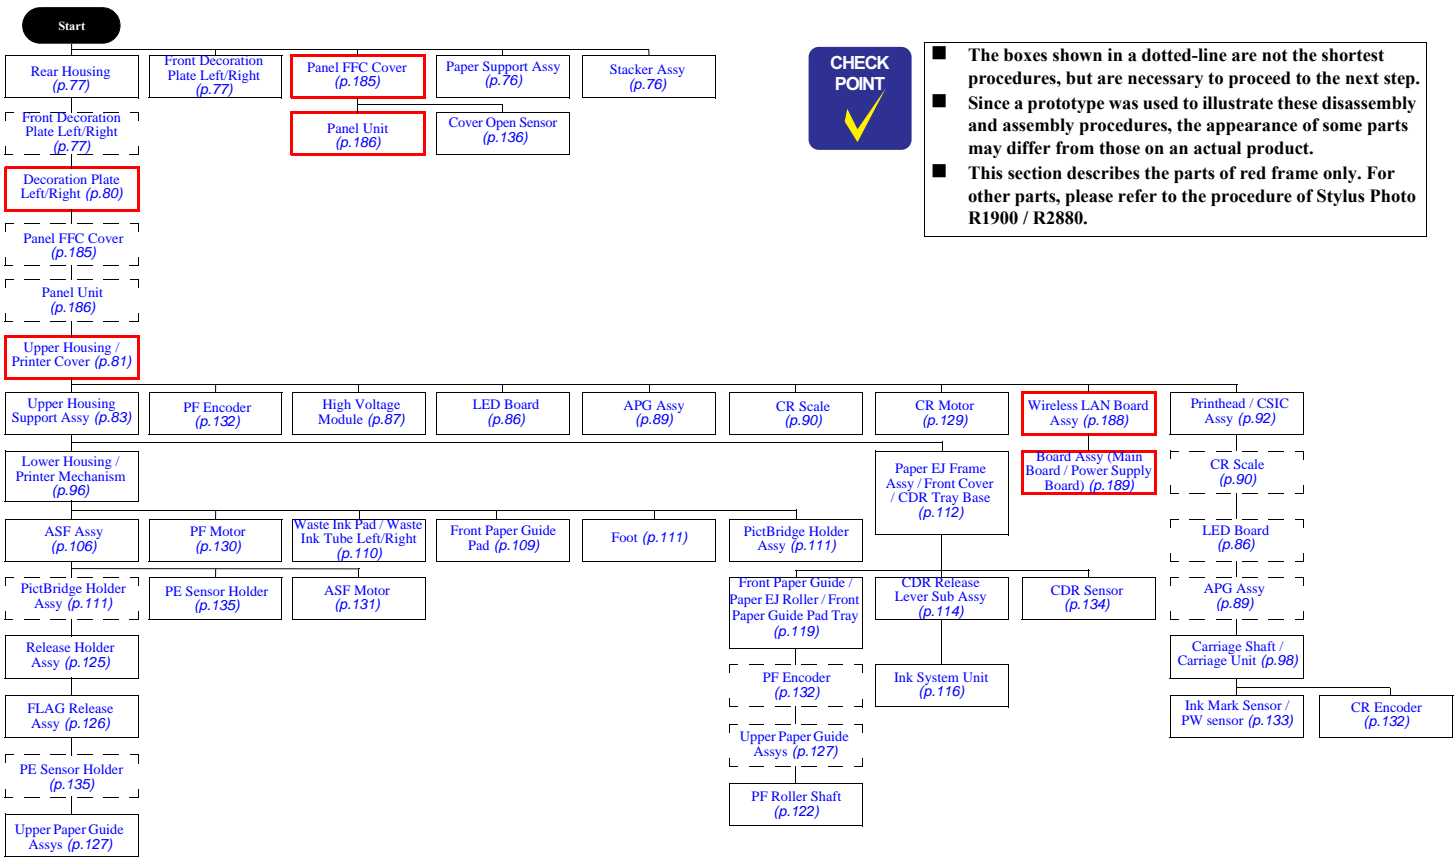 Start
Rear Housing
(p.77)
Front Decoration
Plate Left/Right
(p.77)
Panel FFC Cover
(p.185)
Paper Support Assy
(p.76)
Stacker Assy
(p.76)
CHECK
POINT
■ The boxes shown in a dotted-line are not the shortest
procedures, but are necessary to proceed to the next step.
■ Since a prototype was used to illustrate these disassembly
and assembly procedures, the appearance of some parts
may differ from those on an actual product.
■ This section describes the parts of red frame only. For
other parts, please refer to the procedure of Stylus Photo
R1900 / R2880.
Front Decoration
Plate Left/Right
(p.77)
Panel Unit
(p.186)
Cover Open Sensor
(p.136)
Decoration Plate
Left/Right (p.80)
Panel FFC Cover
(p.185)
Panel Unit
(p.186)
Upper Housing /
Printer Cover (p.81)
Upper Housing
Support Assy (p.83)
PF Encoder
(p.132)
High Voltage
Module (p.87)
LED Board
(p.86)
APG Assy
(p.89)
CR Scale
(p.90)
CR Motor
(p.129)
Wireless LAN Board
Assy (p.188)
Printhead / CSIC
Assy (p.92)
Lower Housing /
Printer Mechanism
(p.96)
Paper EJ Frame
Assy / Front Cover
/ CDR Tray Base
(p.112)
Board Assy (Main
Board / Power Supply
Board) (p.189)
CR Scale
(p.90)
ASF Assy
(p.106)
PF Motor
(p.130)
Waste Ink Pad / Waste
Ink Tube Left/Right
(p.110)
Front Paper Guide
Pad (p.109)
Foot (p.111)
PictBridge Holder
Assy (p.111)
LED Board
(p.86)
PictBridge Holder
Assy (p.111)
PE Sensor Holder
(p.135)
ASF Motor
(p.131)
Front Paper Guide /
Paper EJ Roller / Front
Paper Guide Pad Tray
(p.119)
CDR Release
Lever Sub Assy
(p.114)
CDR Sensor
(p.134)
APG Assy
(p.89)
Release Holder
Assy (p.125)
Carriage Shaft /
Carriage Unit (p.98)
PF Encoder
(p.132)
Ink System Unit
(p.116)
FLAG Release
Assy (p.126)
Ink Mark Sensor /
PW sensor (p.133)
CR Encoder
(p.132)
Upper Paper Guide
Assys (p.127)
PE Sensor Holder
(p.135)
PF Roller Shaft
(p.122)
Upper Paper Guide
Assys (p.127)